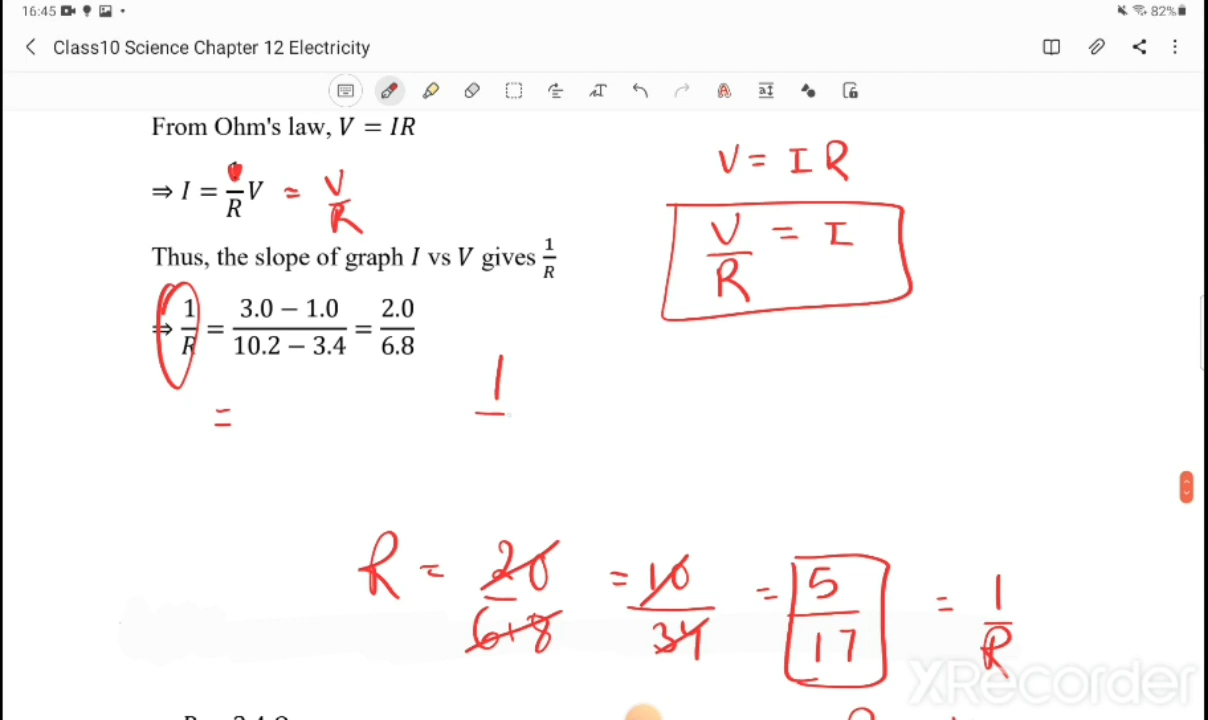 16:45 82%
Class10 Science Chapter 12 Electricity
From Ohm's law, V = IR
V = I R
⇒ I = /R V = V/R
V/R = I
Thus, the slope of graph I vs V gives 1/R
⇒ 1/R = 3.0 − 1.0/10.2 − 3.4 = 2.0/6.8
= 1
R = 20/6.8 = 10/34 = 5/17 = 1/R
XRecorder